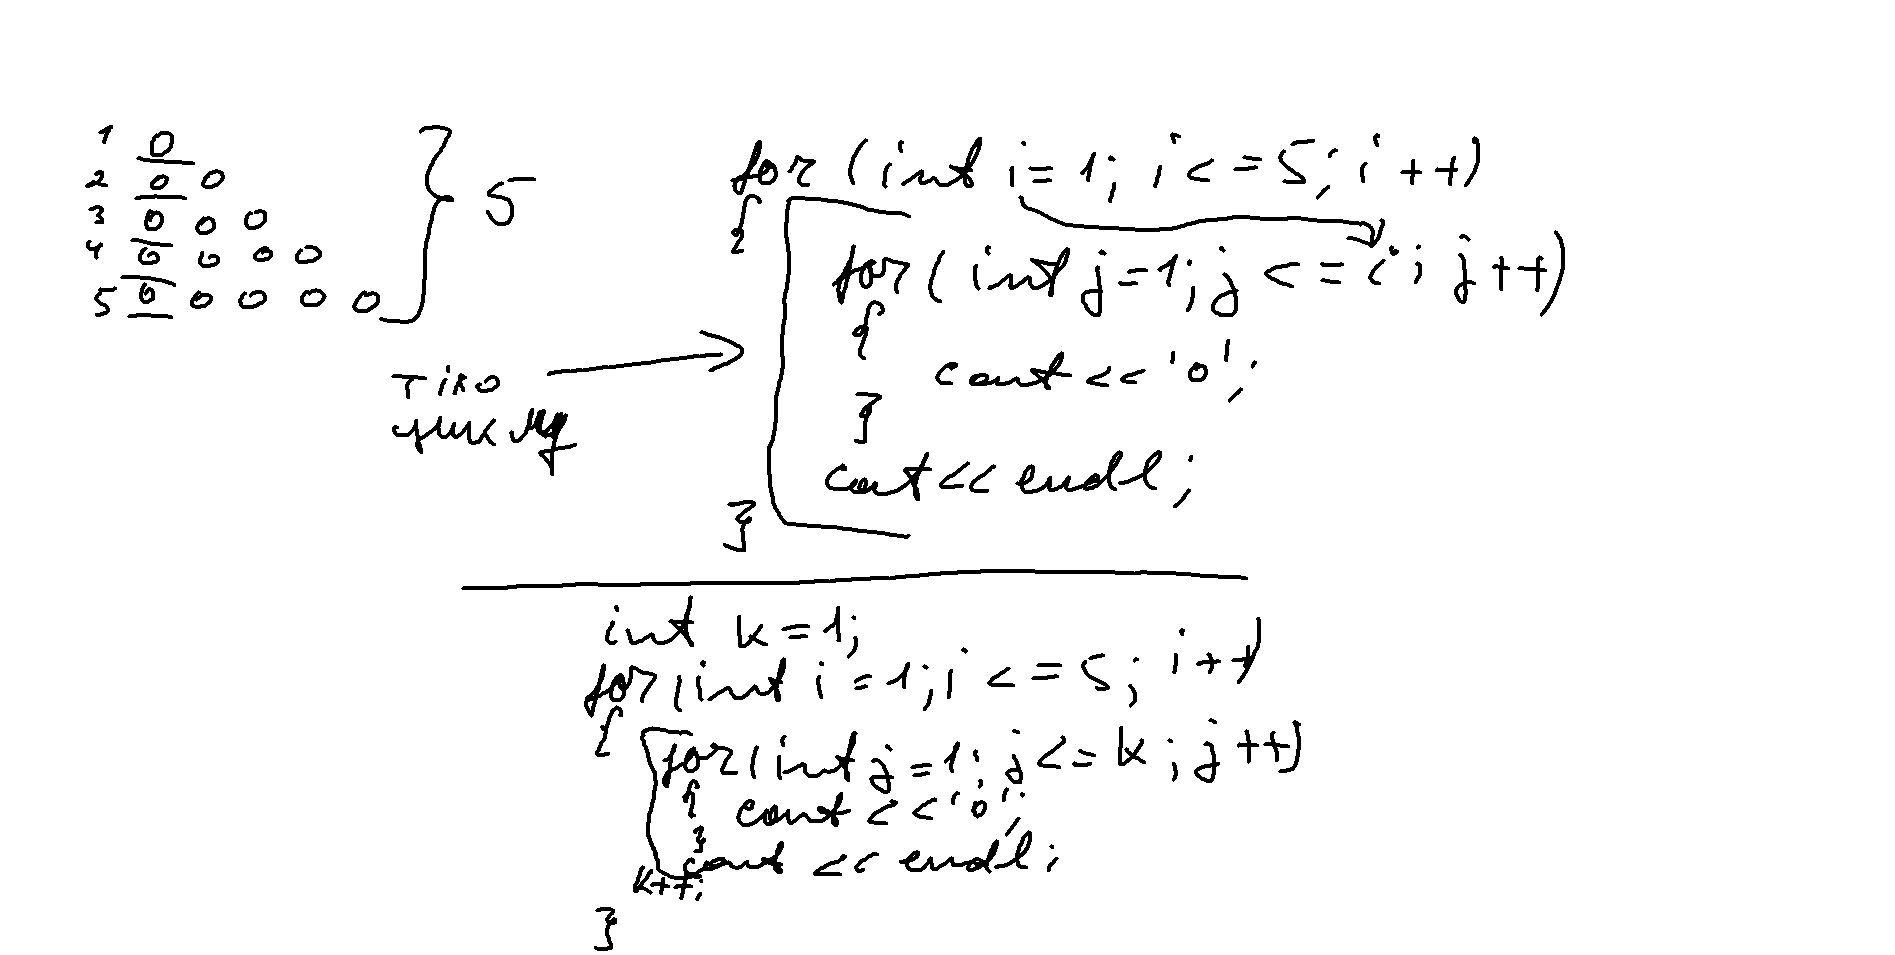 1 0
2 0 0
3 0 0 0
4 0 0 0 0
5 0 0 0 0 0
} 5
тіло
циклу
for (int i=1; i<=5; i++)
{
for (int j=1; j<=i; j++)
{
cout<<'0';
}
cout<<endl;
}
int k=1;
for (int i=1; i<=5; i++)
{
for (int j=1; j<=k; j++)
{ cout<<'0';
}
cout<<endl;
k++;
}